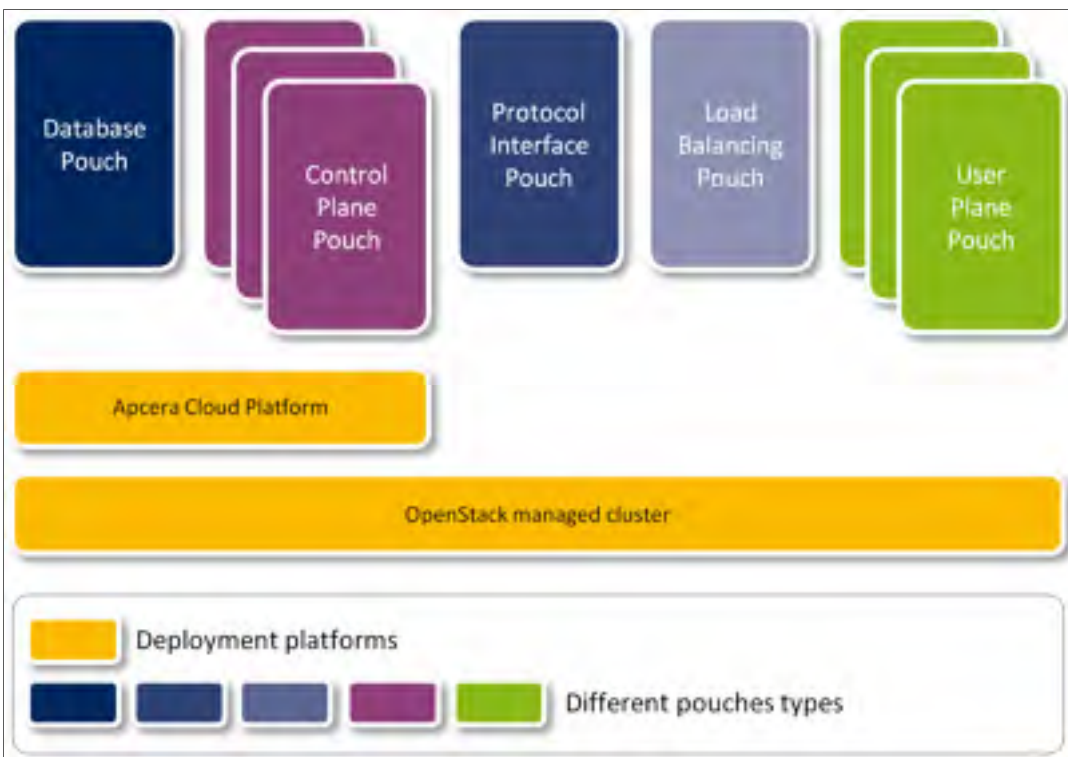 Database
Pouch
Control
Plane
Pouch
Protocol
Interface
Pouch
Load
Balancing
Pouch
User
Plane
Pouch
Apcera Cloud Platform
OpenStack managed cluster
Deployment platforms
Different pouches types